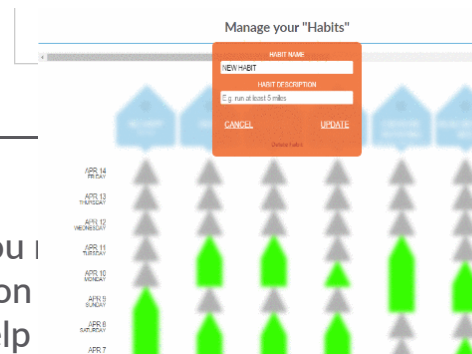 Manage your "Habits"
HABIT NAME
NEW HABIT
HABIT DESCRIPTION
E.g. run at least 5 miles
CANCEL
UPDATE
Delete habit
APR, 14
FRIDAY
APR, 13
THURSDAY
APR, 12
WEDNESDAY
APR, 11
TUESDAY
APR, 10
MONDAY
APR, 9
SUNDAY
APR, 8
SATURDAY
APR, 7
ou
on
elp